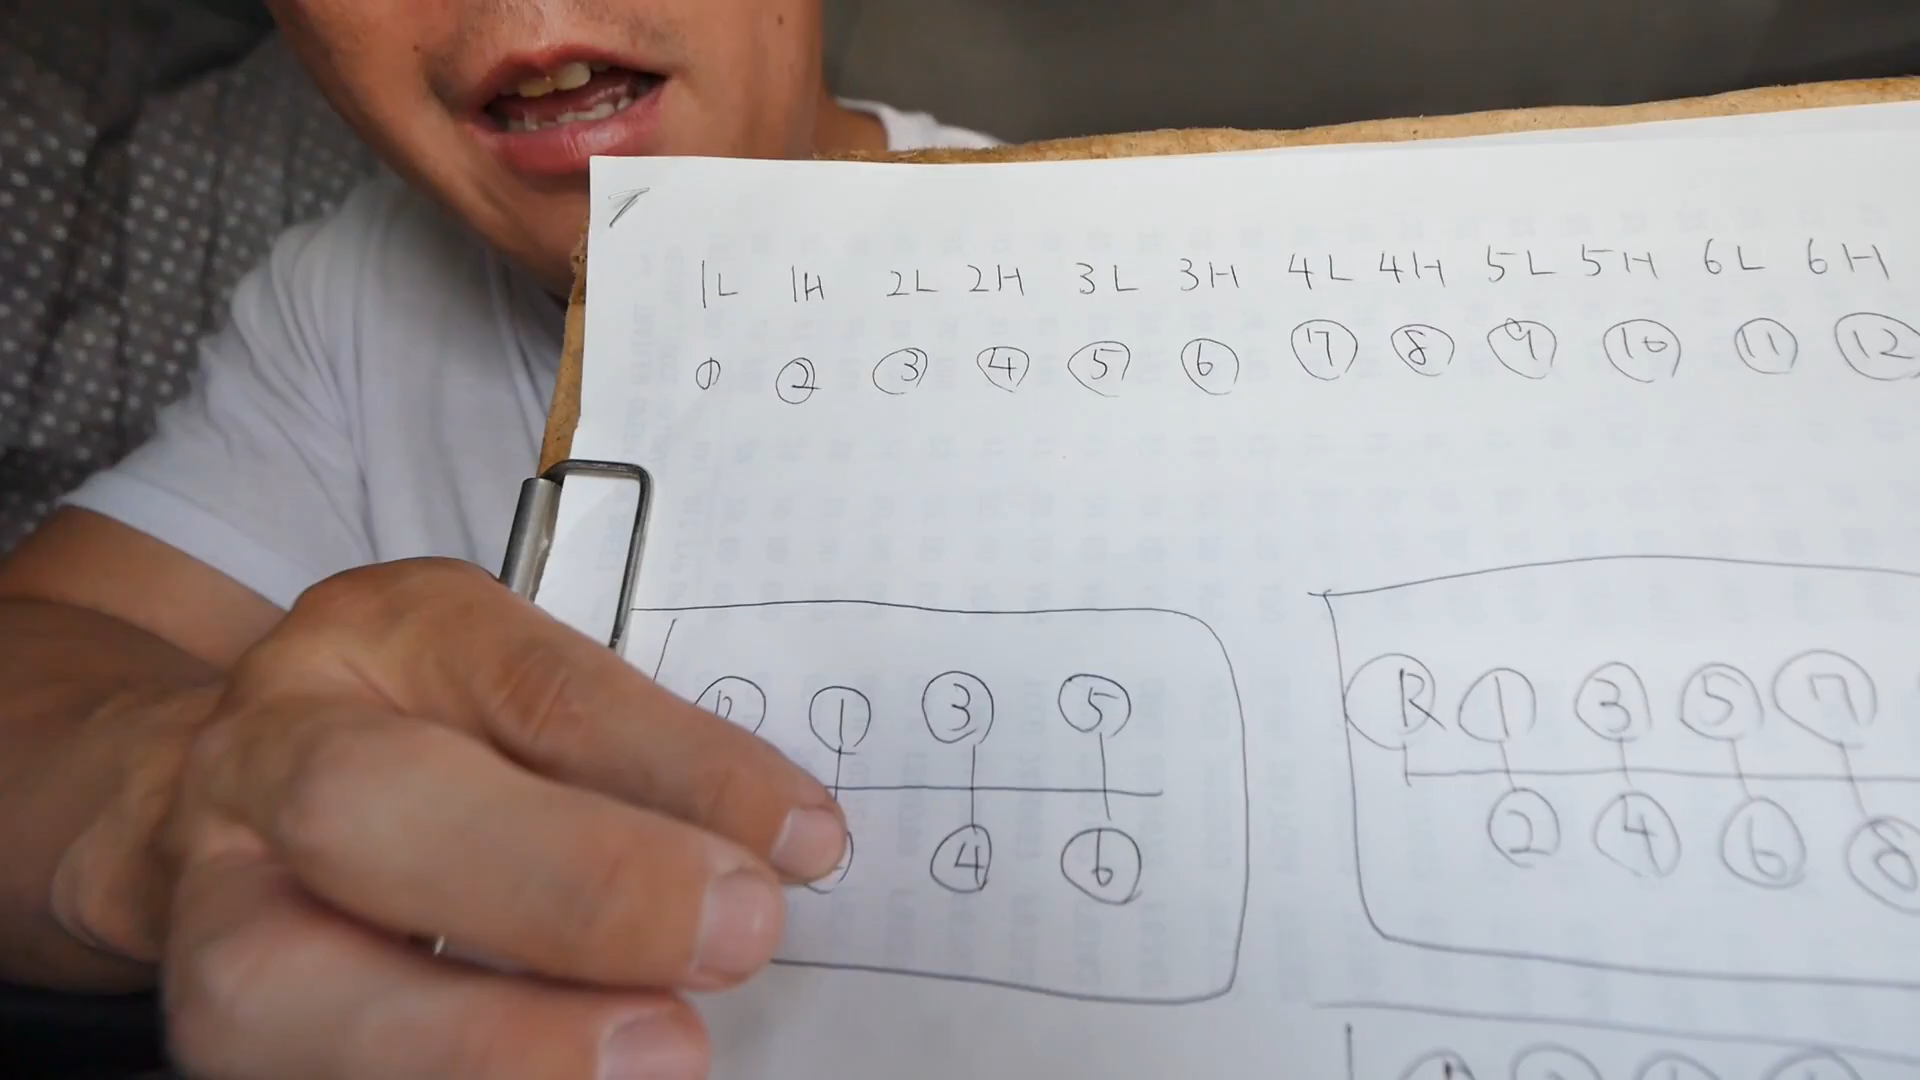 1L 1H 2L 2H 3L 3H 4L 4H 5L 5H 6L 6H
① ② ③ ④ ⑤ ⑥ ⑦ ⑧ ⑨ ⑩ ⑪ ⑫
R ① ③ ⑤
④ ⑥
R ① ③ ⑤ ⑦
② ④ ⑥ ⑧